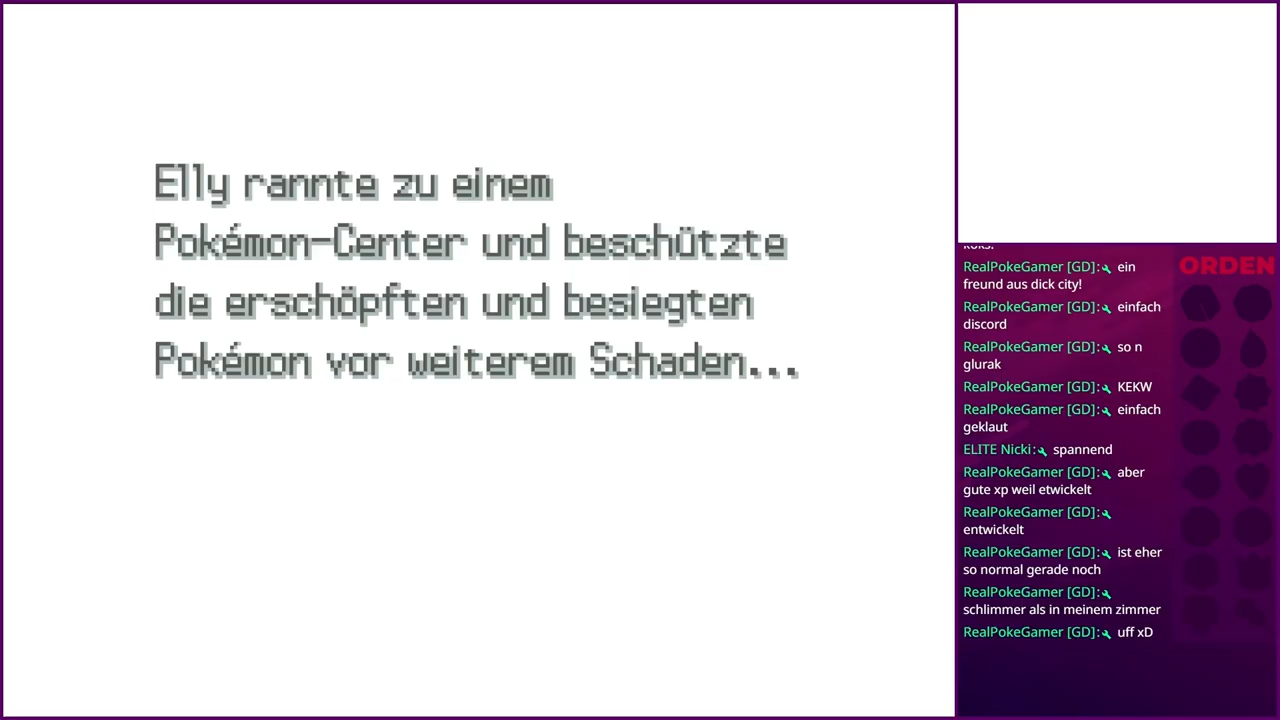 Elly rannte zu einem
Pokémon-Center und beschützte
die erschöpften und besiegten
Pokémon vor weiterem Schaden...
ORDEN
RealPokeGamer [GD]: ein
freund aus dick city!
RealPokeGamer [GD]: einfach
discord
RealPokeGamer [GD]: so n
glurak
RealPokeGamer [GD]: KEKW
RealPokeGamer [GD]: einfach
geklaut
ELITE Nicki: spannend
RealPokeGamer [GD]: aber
gute xp weil etwickelt
RealPokeGamer [GD]:
entwickelt
RealPokeGamer [GD]: ist eher
so normal gerade noch
RealPokeGamer [GD]:
schlimmer als in meinem zimmer
RealPokeGamer [GD]: uff xD